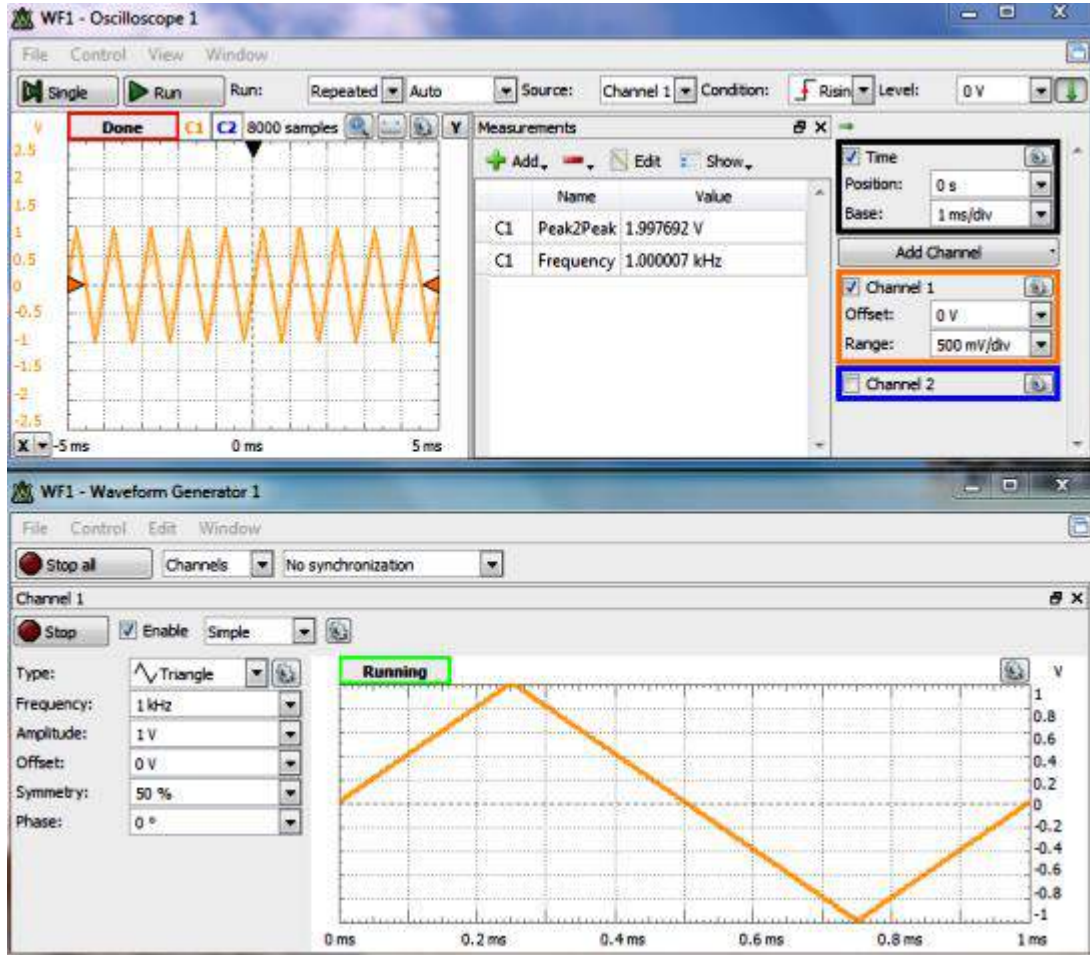 WF1 - Oscilloscope 1
File Control View Window
Single Run Run: Repeated Auto Source: Channel 1 Condition: Risin Level: 0 V
V Done C1 C2 8000 samples Y Measurements
Add Edit Show
Name Value
C1 Peak2Peak 1.997692 V
C1 Frequency 1.000007 kHz
2.5
2
1.5
1
0.5
0
-0.5
-1
-1.5
-2
-2.5
X -5 ms 0 ms 5 ms
Time
Position: 0 s
Base: 1 ms/div
Add Channel
Channel 1
Offset: 0 V
Range: 500 mV/div
Channel 2
WF1 - Waveform Generator 1
File Control Edit Window
Stop all Channels No synchronization
Channel 1
Stop Enable Simple
Type: Triangle
Frequency: 1 kHz
Amplitude: 1 V
Offset: 0 V
Symmetry: 50 %
Phase: 0 °
Running V
1
0.8
0.6
0.4
0.2
0
-0.2
-0.4
-0.6
-0.8
-1
0 ms 0.2 ms 0.4 ms 0.6 ms 0.8 ms 1 ms